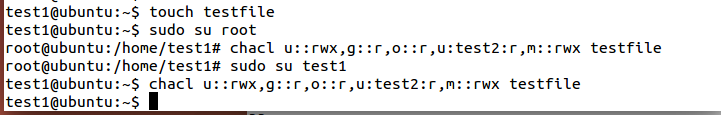 test1@ubuntu:~$ touch testfile
test1@ubuntu:~$ sudo su root
root@ubuntu:/home/test1# chacl u::rwx,g::r,o::r,u:test2:r,m::rwx testfile
root@ubuntu:/home/test1# sudo su test1
test1@ubuntu:~$ chacl u::rwx,g::r,o::r,u:test2:r,m::rwx testfile
test1@ubuntu:~$